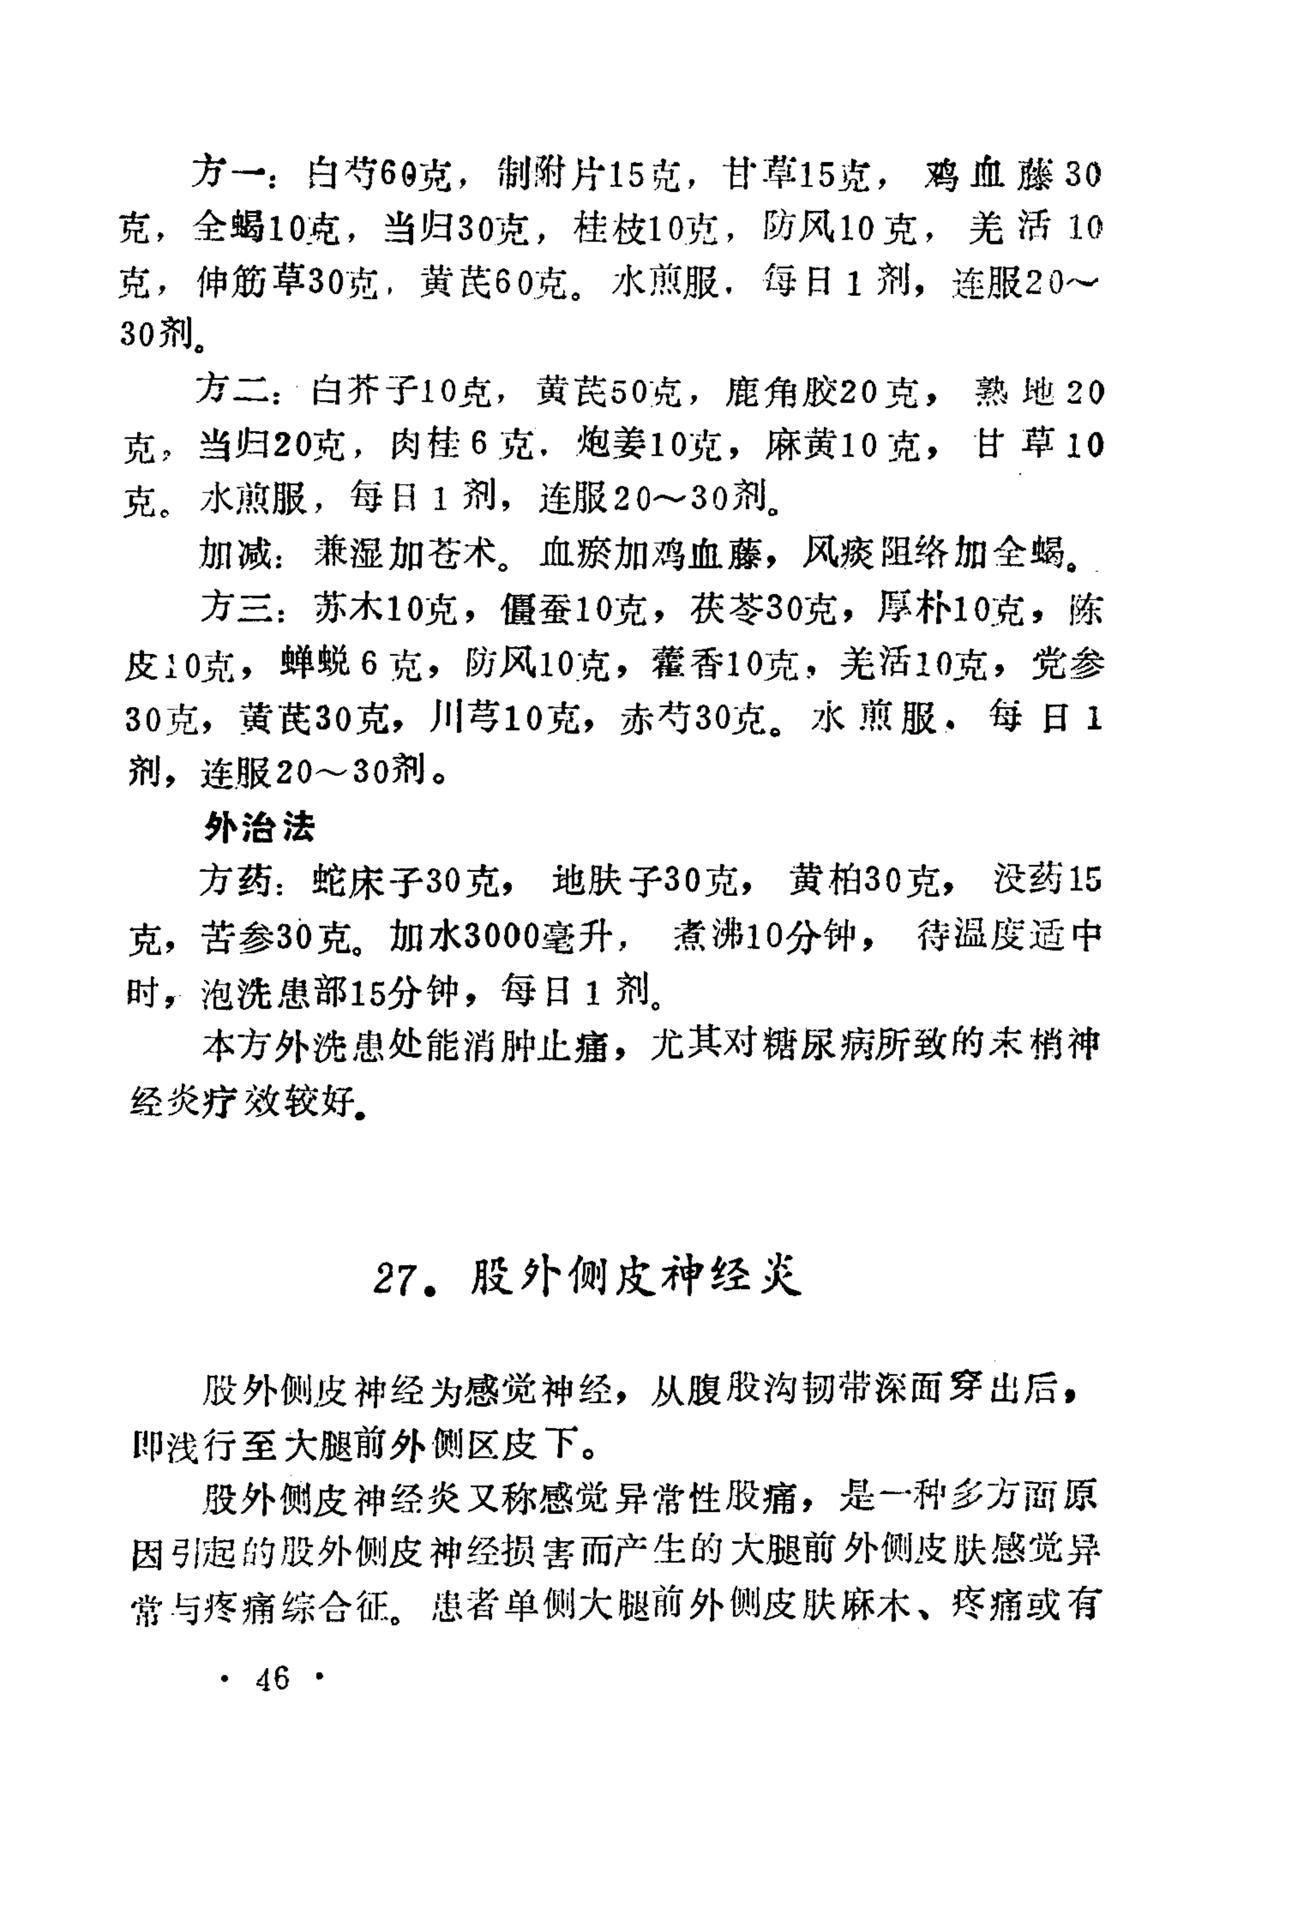 方一：白芍60克，制附片15克，甘草15克，鸡血藤30
克，全蝎10克，当归30克，桂枝10克，防风10克，羌活10
克，伸筋草30克，黄芪60克。水煎服，每日1剂，连服20～
30剂。
方二：白芥子10克，黄芪50克，鹿角胶20克，熟地20
克，当归20克，肉桂6克，炮姜10克，麻黄10克，甘草10
克。水煎服，每日1剂，连服20～30剂。
加减：兼湿加苍术。血瘀加鸡血藤，风痰阻络加全蝎。
方三：苏木10克，僵蚕10克，茯苓30克，厚朴10克，陈
皮10克，蝉蜕6克，防风10克，藿香10克，羌活10克，党参
30克，黄芪30克，川芎10克，赤芍30克。水煎服，每日1
剂，连服20～30剂。
外治法
方药：蛇床子30克，地肤子30克，黄柏30克，没药15
克，苦参30克。加水3000毫升，煮沸10分钟，待温度适中
时，泡洗患部15分钟，每日1剂。
本方外洗患处能消肿止痛，尤其对糖尿病所致的末梢神
经炎疗效较好。
27．股外侧皮神经炎
股外侧皮神经为感觉神经，从腹股沟韧带深面穿出后，
即浅行至大腿前外侧区皮下。
股外侧皮神经炎又称感觉异常性股痛，是一种多方面原
因引起的股外侧皮神经损害而产生的大腿前外侧皮肤感觉异
常与疼痛综合征。患者单侧大腿前外侧皮肤麻木、疼痛或有
· 46 ·